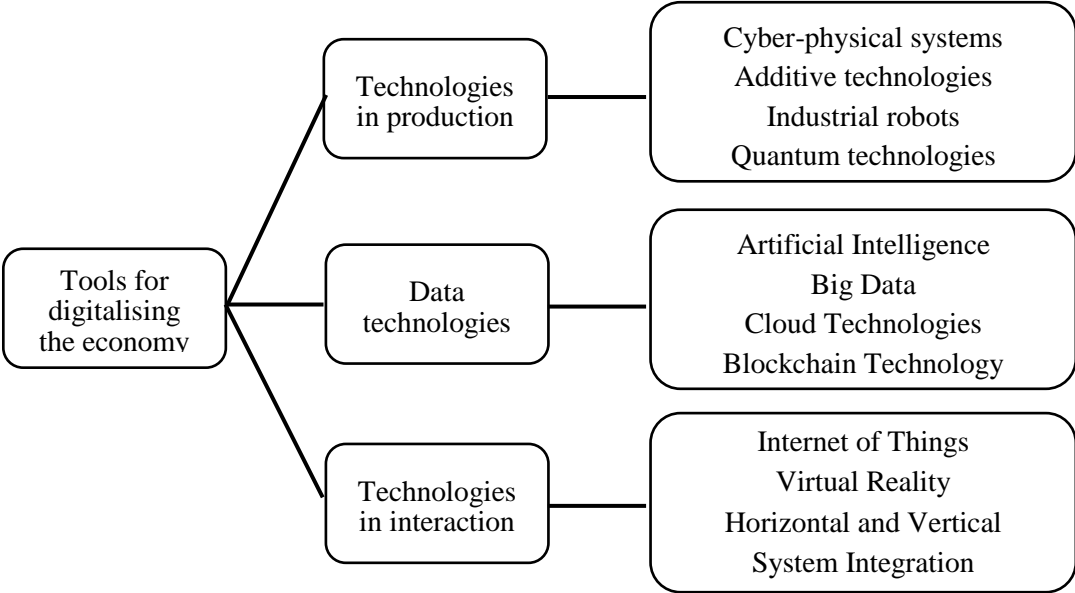 Tools for
digitalising
the economy
Technologies
in production
Cyber-physical systems
Additive technologies
Industrial robots
Quantum technologies
Data
technologies
Artificial Intelligence
Big Data
Cloud Technologies
Blockchain Technology
Technologies
in interaction
Internet of Things
Virtual Reality
Horizontal and Vertical
System Integration